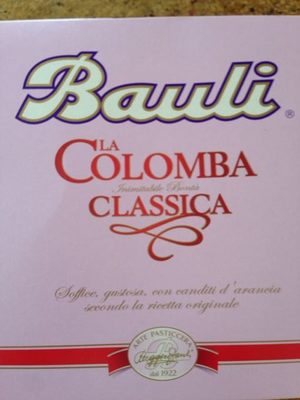 Bauli®
LA
COLOMBA
Inimitabile Bontà
CLASSICA
Soffice, gustosa, con canditi d'arancia
secondo la ricetta originale
ARTE PASTICCERA
dal 1922